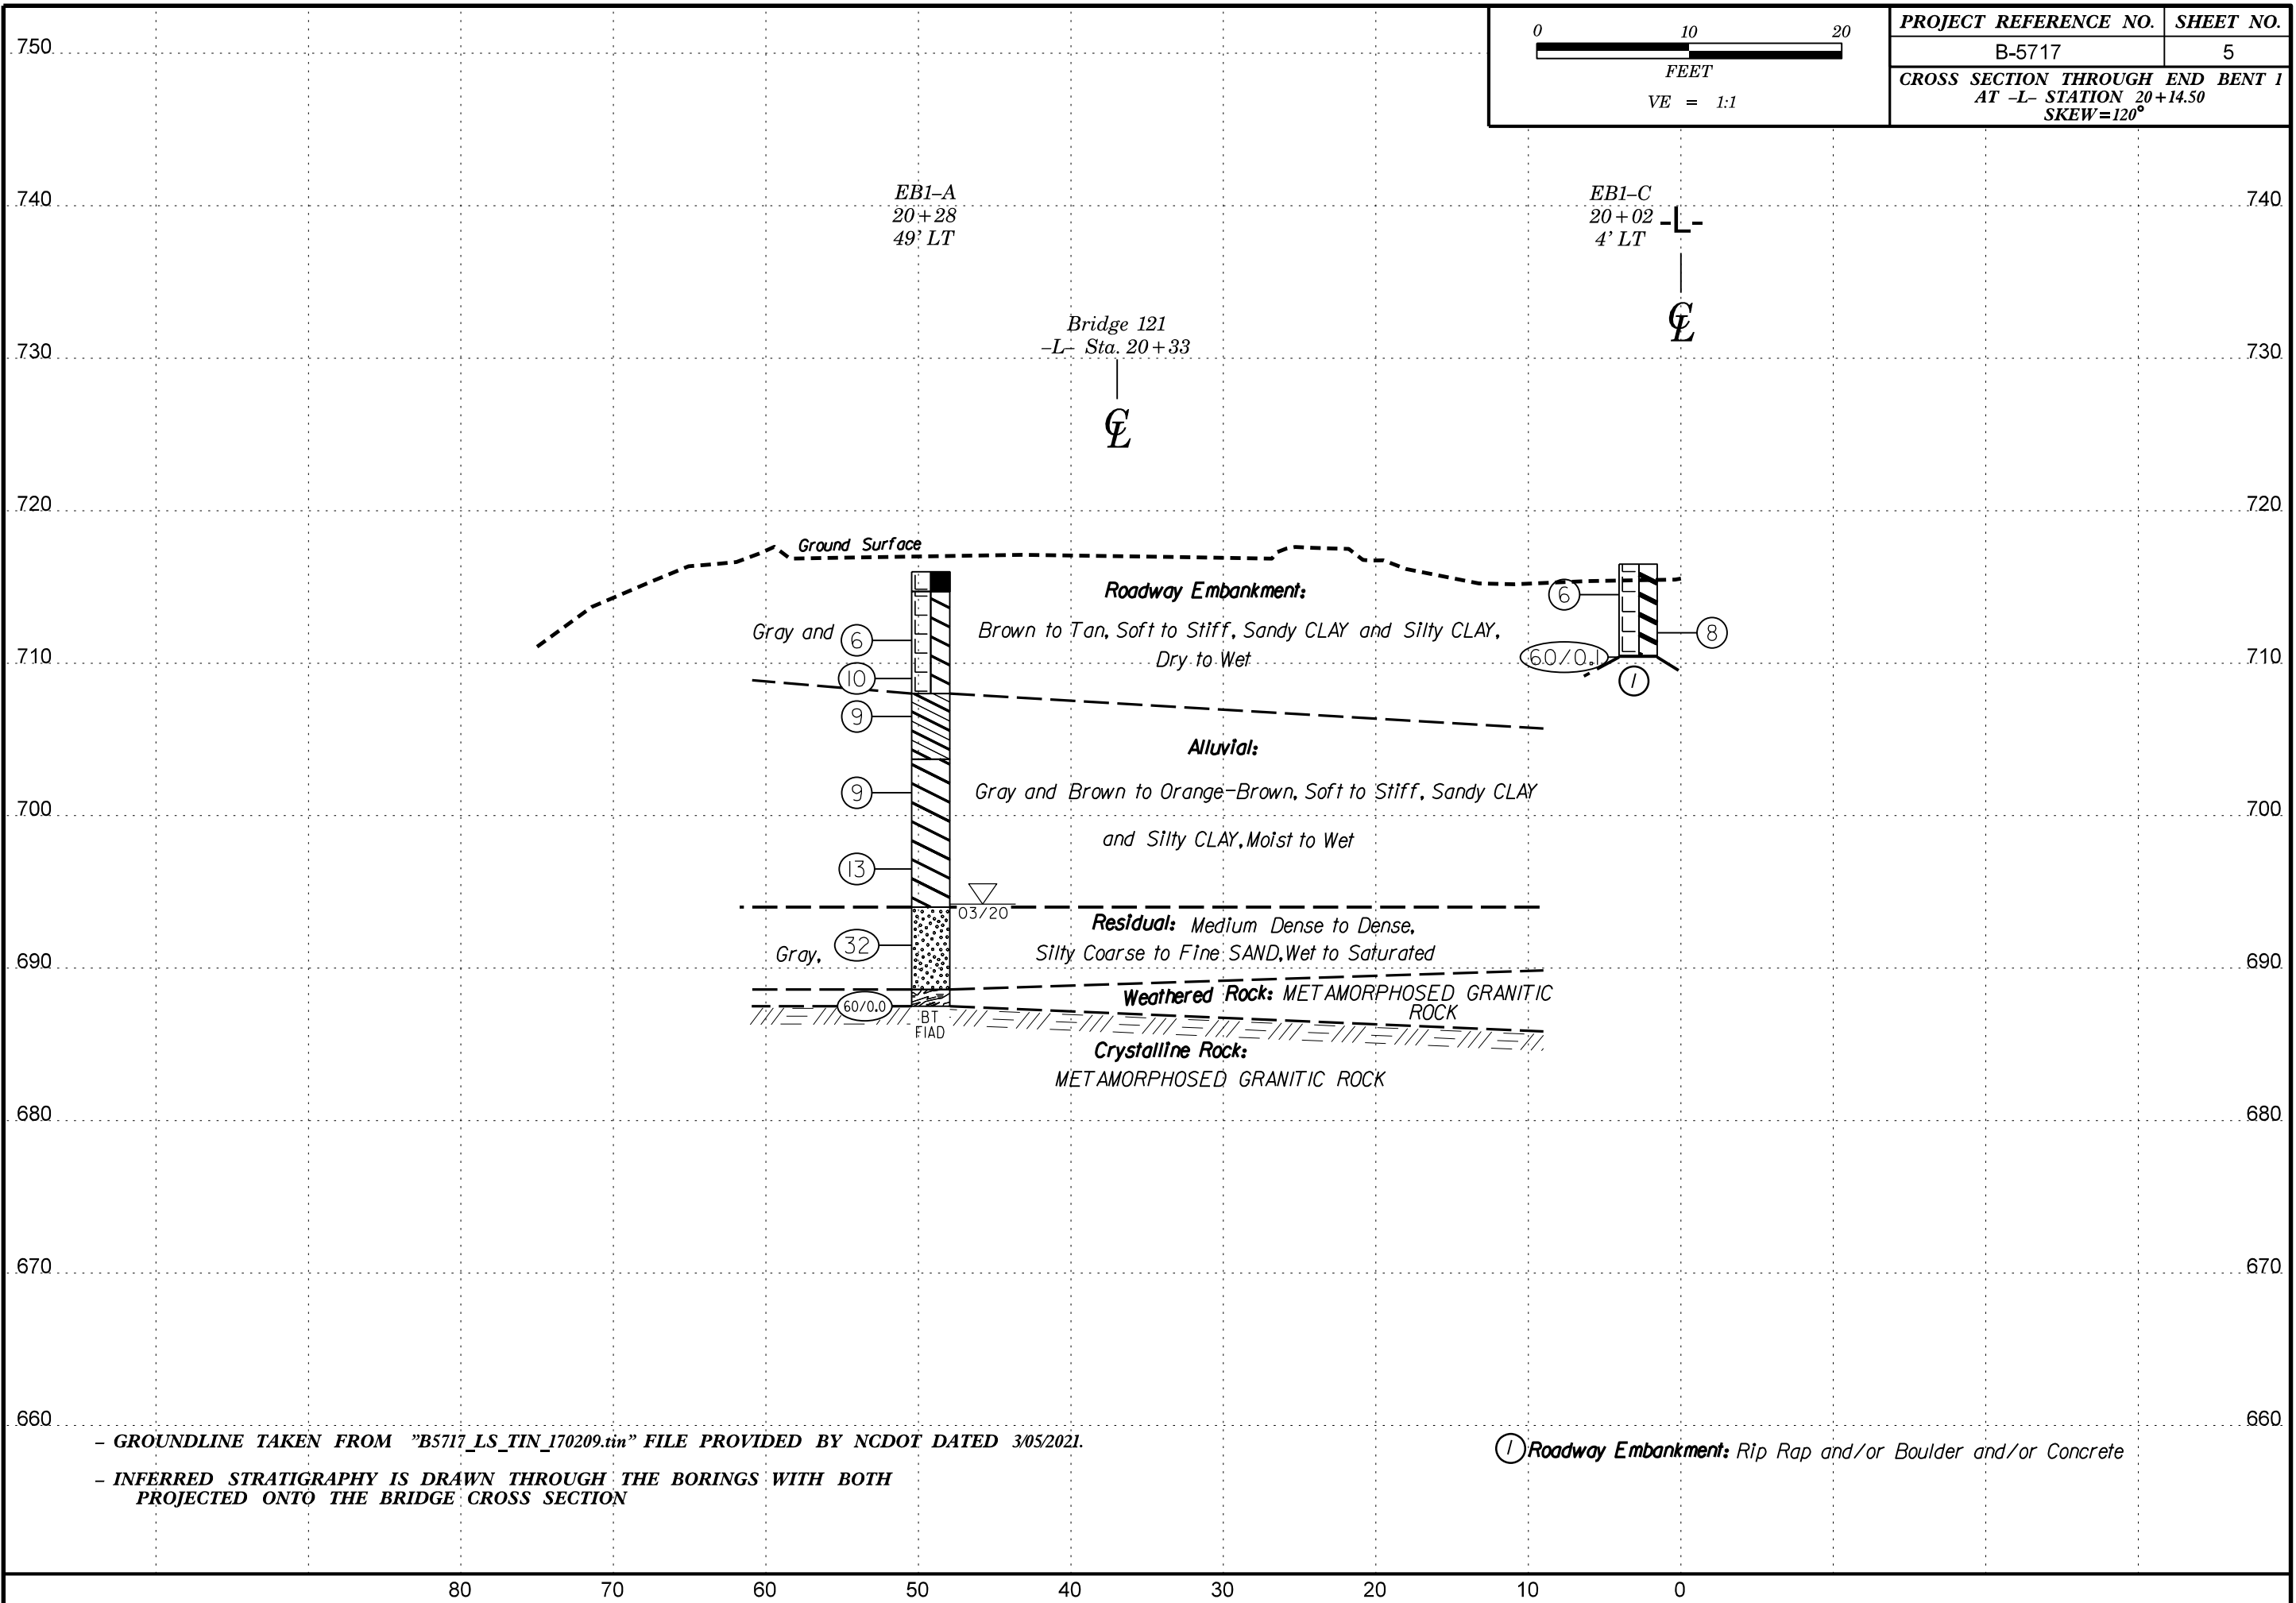 0 10 20
FEET
VE = 1:1
PROJECT REFERENCE NO. SHEET NO.
B-5717 5
CROSS SECTION THROUGH END BENT 1
AT -L- STATION 20+14.50
SKEW=120°
750
740 740
730 730
720 720
710 710
700 700
690 690
680 680
670 670
660 660
EB1-A
20+28
49' LT
EB1-C
20+02
4' LT
-L-
CL
Bridge 121
-L- Sta. 20+33
CL
Ground Surface
Roadway Embankment:
Gray and
Brown to Tan, Soft to Stiff, Sandy CLAY and Silty CLAY,
Dry to Wet
6
10
9
9
13
32
60/0.0
6
8
60/0.1
1
Alluvial:
Gray and Brown to Orange-Brown, Soft to Stiff, Sandy CLAY
and Silty CLAY, Moist to Wet
03/20
Residual: Medium Dense to Dense,
Gray,
Silty Coarse to Fine SAND, Wet to Saturated
Weathered Rock: METAMORPHOSED GRANITIC
ROCK
BT
FIAD
Crystalline Rock:
METAMORPHOSED GRANITIC ROCK
- GROUNDLINE TAKEN FROM "B5717_LS_TIN_170209.tin" FILE PROVIDED BY NCDOT DATED 3/05/2021.
- INFERRED STRATIGRAPHY IS DRAWN THROUGH THE BORINGS WITH BOTH
PROJECTED ONTO THE BRIDGE CROSS SECTION
1 Roadway Embankment: Rip Rap and/or Boulder and/or Concrete
80 70 60 50 40 30 20 10 0